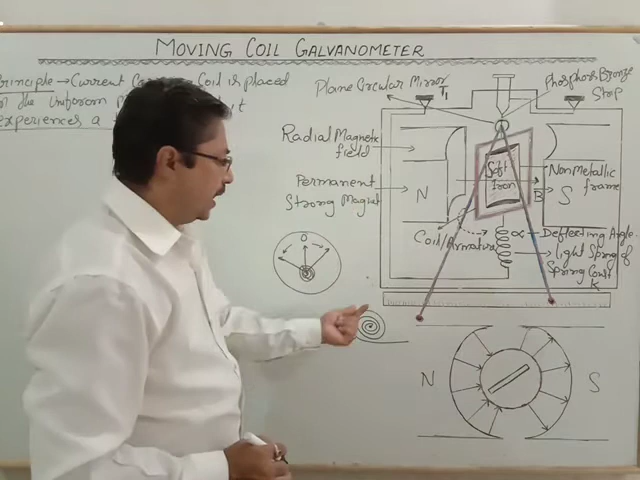 MOVING COIL GALVANOMETER
Principle → Current Coil is placed
in the Uniform
experiences a
Plane Circular Mirror
T1
Phosphor Bronze
Strip
Radial Magnetic
field
Permanent
Strong Magnet
N
Soft
Iron
B
S
Non Metallic
frame
Coil/Armature
α - Deflecting Angle.
light Spring of
Spring Const.
K
O
N
S